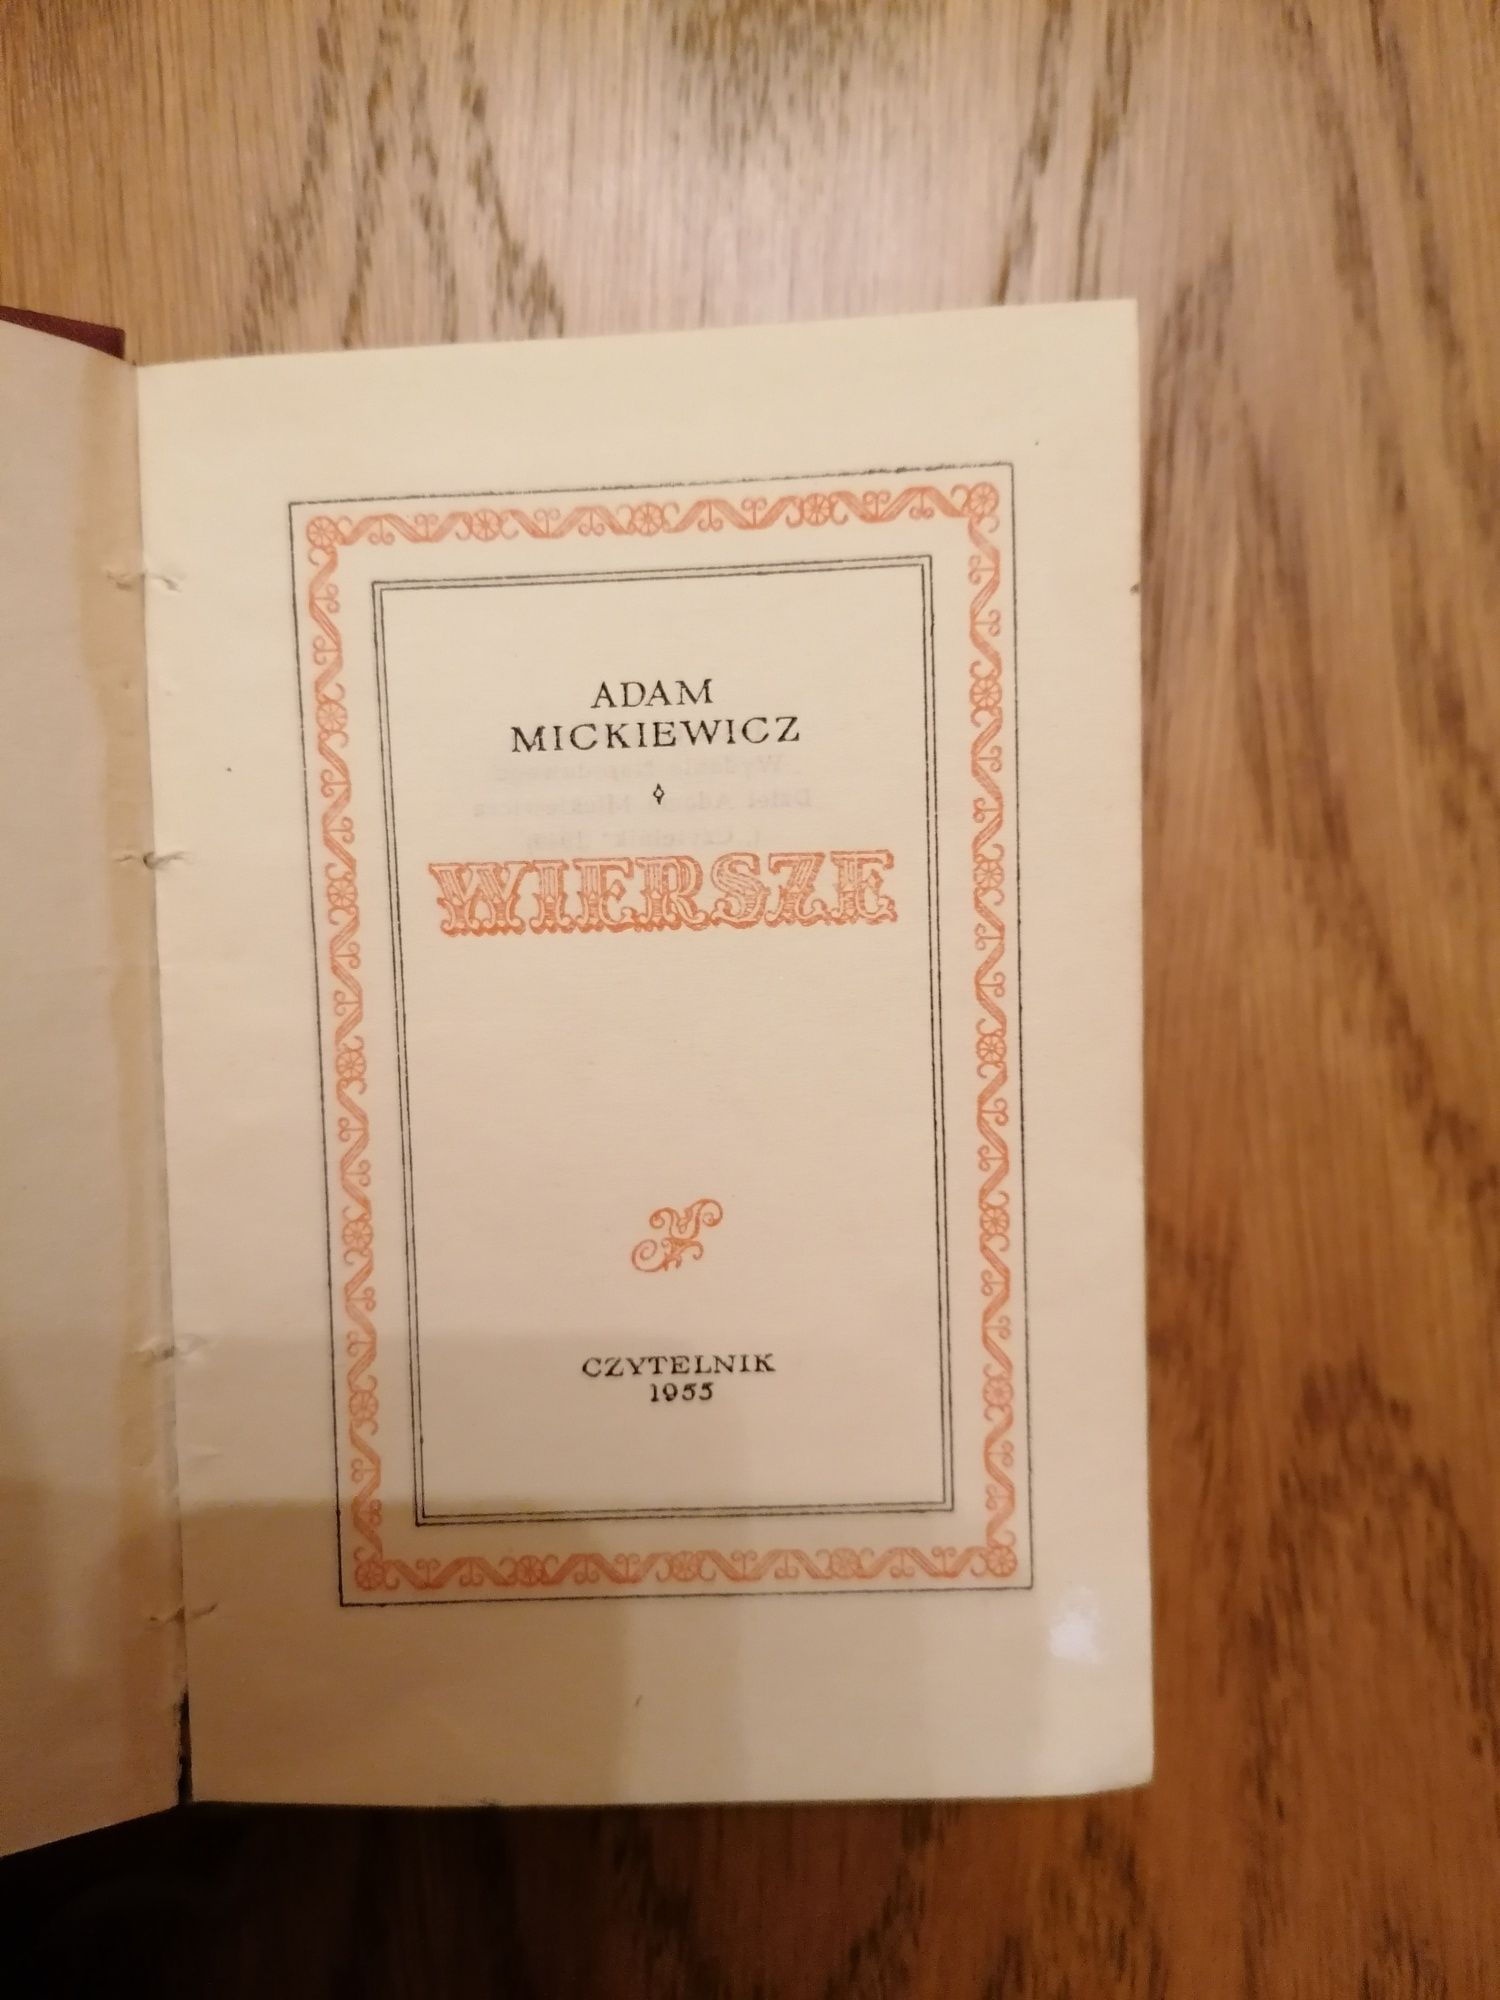 ADAM
MICKIEWICZ
WIERSZE
CZYTELNIK
1955